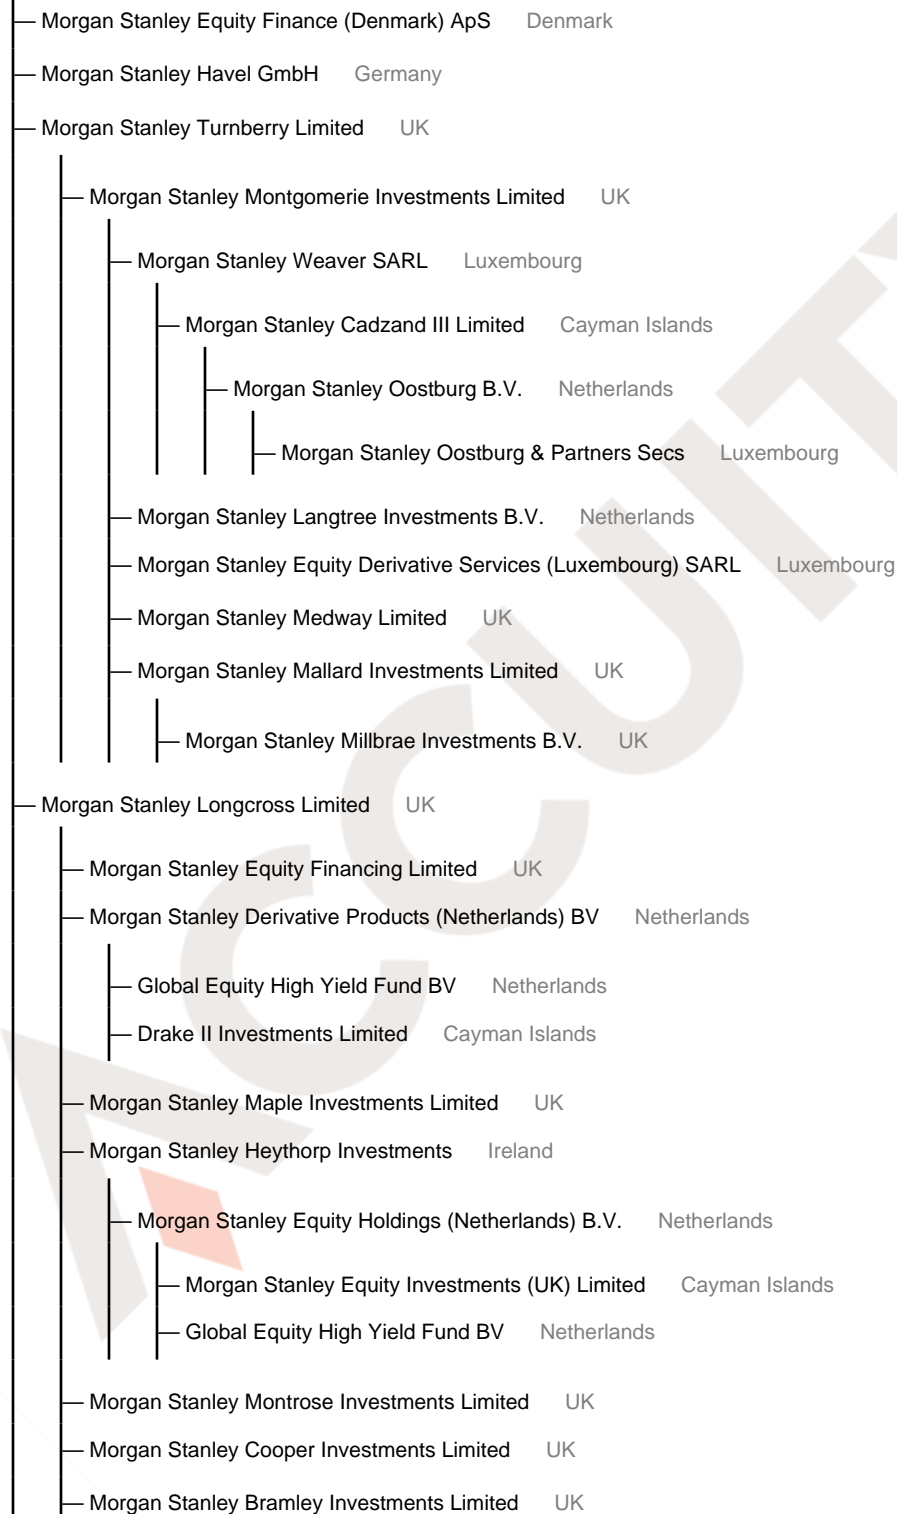 Morgan Stanley Equity Finance (Denmark) ApS Denmark
Morgan Stanley Havel GmbH Germany
Morgan Stanley Turnberry Limited UK
Morgan Stanley Montgomerie Investments Limited UK
Morgan Stanley Weaver SARL Luxembourg
Morgan Stanley Cadzand III Limited Cayman Islands
Morgan Stanley Oostburg B.V. Netherlands
Morgan Stanley Oostburg & Partners Secs Luxembourg
Morgan Stanley Langtree Investments B.V. Netherlands
Morgan Stanley Equity Derivative Services (Luxembourg) SARL Luxembourg
Morgan Stanley Medway Limited UK
Morgan Stanley Mallard Investments Limited UK
Morgan Stanley Millbrae Investments B.V. UK
Morgan Stanley Longcross Limited UK
Morgan Stanley Equity Financing Limited UK
Morgan Stanley Derivative Products (Netherlands) BV Netherlands
Global Equity High Yield Fund BV Netherlands
Drake II Investments Limited Cayman Islands
Morgan Stanley Maple Investments Limited UK
Morgan Stanley Heythorp Investments Ireland
Morgan Stanley Equity Holdings (Netherlands) B.V. Netherlands
Morgan Stanley Equity Investments (UK) Limited Cayman Islands
Global Equity High Yield Fund BV Netherlands
Morgan Stanley Montrose Investments Limited UK
Morgan Stanley Cooper Investments Limited UK
Morgan Stanley Bramley Investments Limited UK
ACCUIT